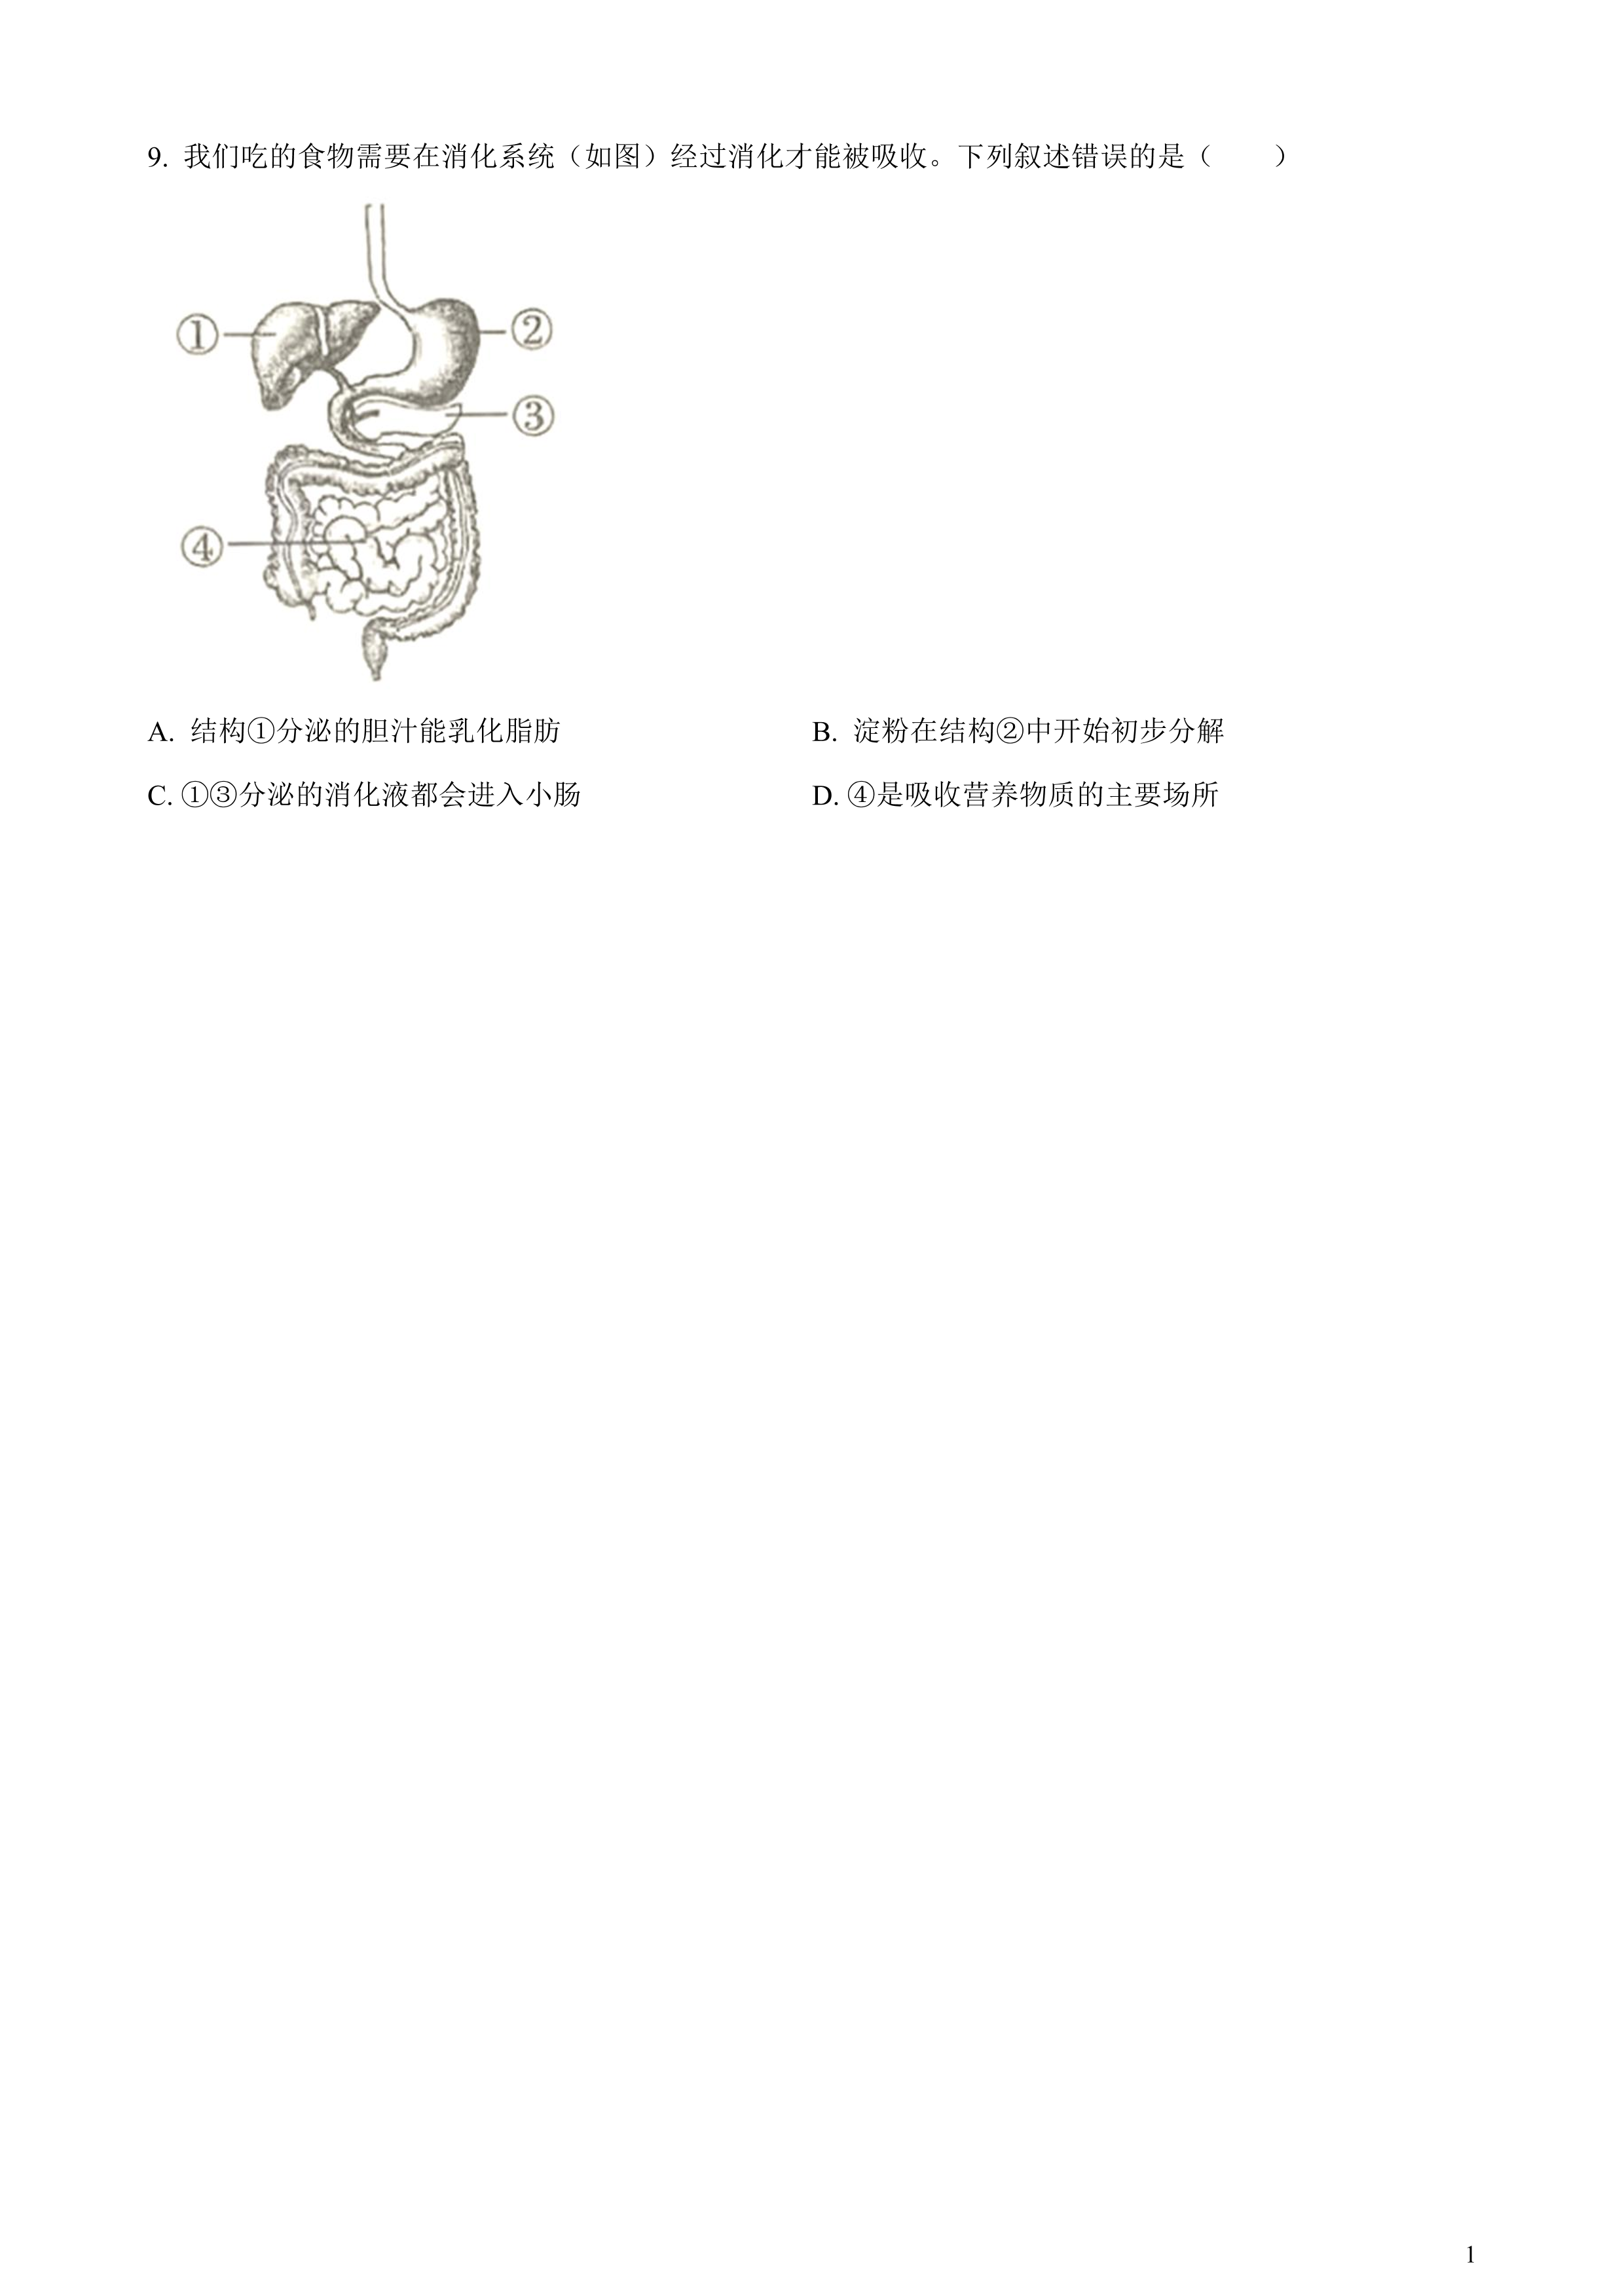 9. 我们吃的食物需要在消化系统（如图）经过消化才能被吸收。下列叙述错误的是（　　）
①
②
③
④
A. 结构①分泌的胆汁能乳化脂肪
B. 淀粉在结构②中开始初步分解
C. ①③分泌的消化液都会进入小肠
D. ④是吸收营养物质的主要场所
1